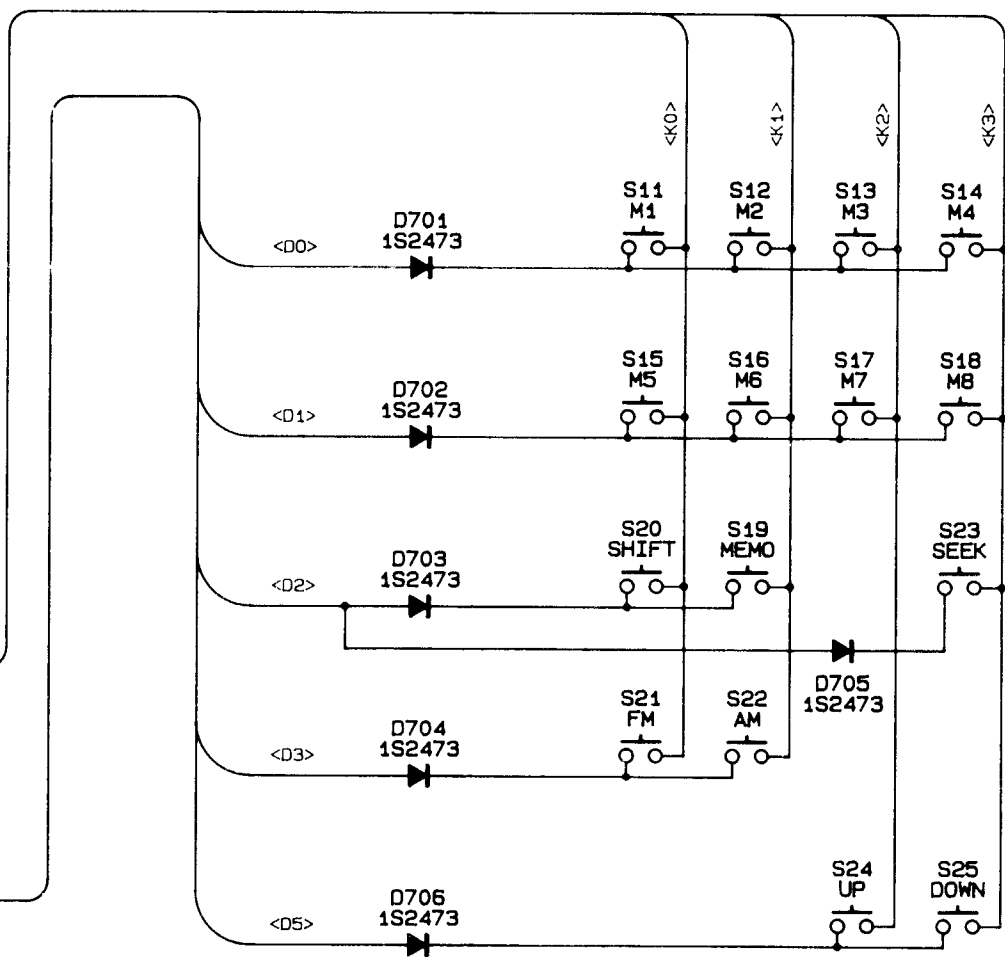 <K0>
<K1>
<K2>
<K3>
S11
M1
S12
M2
S13
M3
S14
M4
D701
1S2473
<D0>
S15
M5
S16
M6
S17
M7
S18
M8
D702
1S2473
<D1>
S20
SHIFT
S19
MEMO
S23
SEEK
D703
1S2473
<D2>
D705
1S2473
S21
FM
S22
AM
D704
1S2473
<D3>
S24
UP
S25
DOWN
D706
1S2473
<D5>